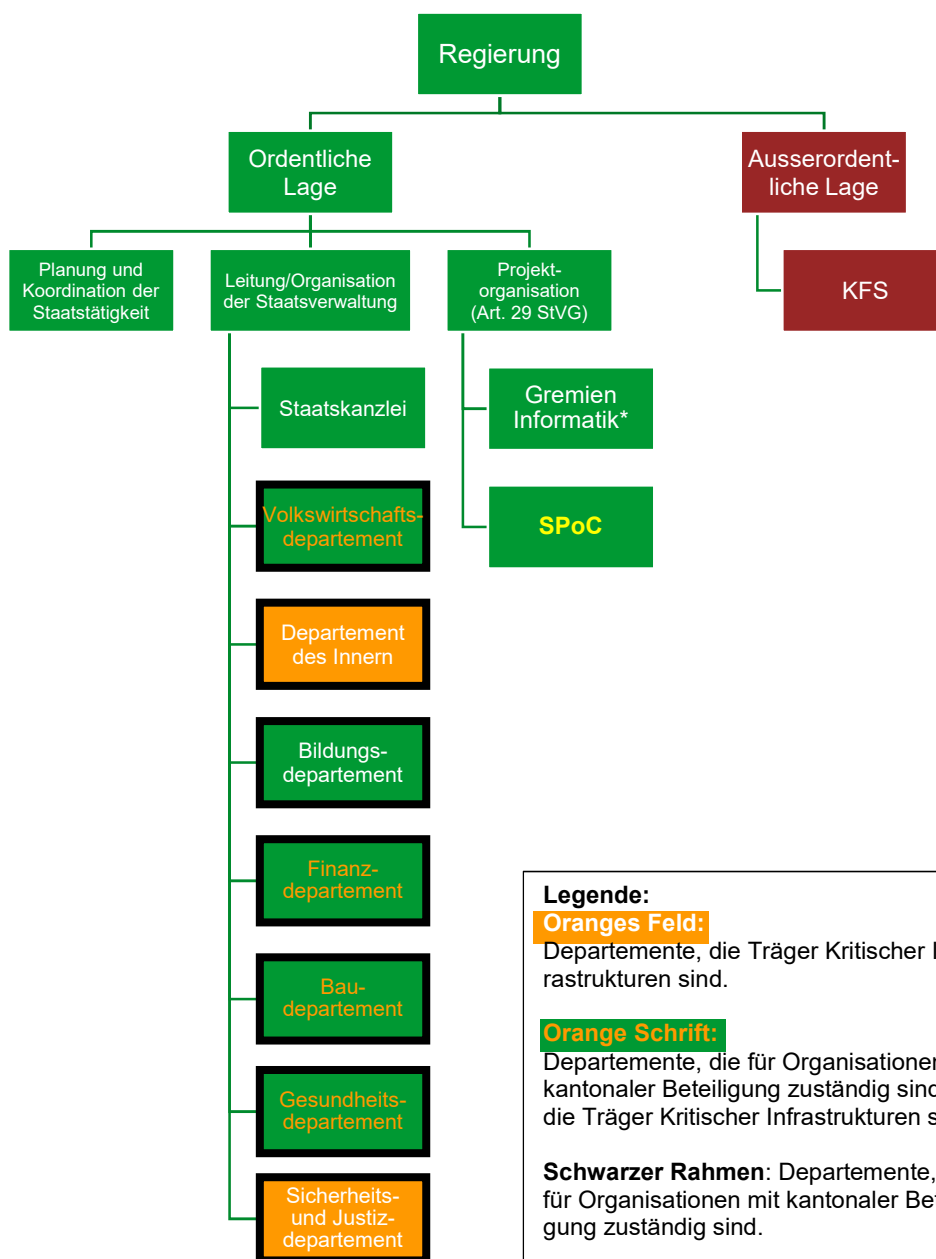 Regierung
Ordentliche
Lage
Ausserordent-
liche Lage
Planung und
Koordination der
Staatstätigkeit
Leitung/Organisation
der Staatsverwaltung
Projekt-
organisation
(Art. 29 StVG)
KFS
Staatskanzlei
Gremien
Informatik*
Volkswirtschafts-
departement
SPoC
Departement
des Innern
Bildungs-
departement
Finanz-
departement
Bau-
departement
Gesundheits-
departement
Sicherheits-
und Justiz-
departement
Legende:
Oranges Feld:
Departemente, die Träger Kritischer
rastrukturen sind.
Orange Schrift:
Departemente, die für Organisationen
kantonaler Beteiligung zuständig sind
die Träger Kritischer Infrastrukturen
Schwarzer Rahmen: Departemente,
für Organisationen mit kantonaler
gung zuständig sind.